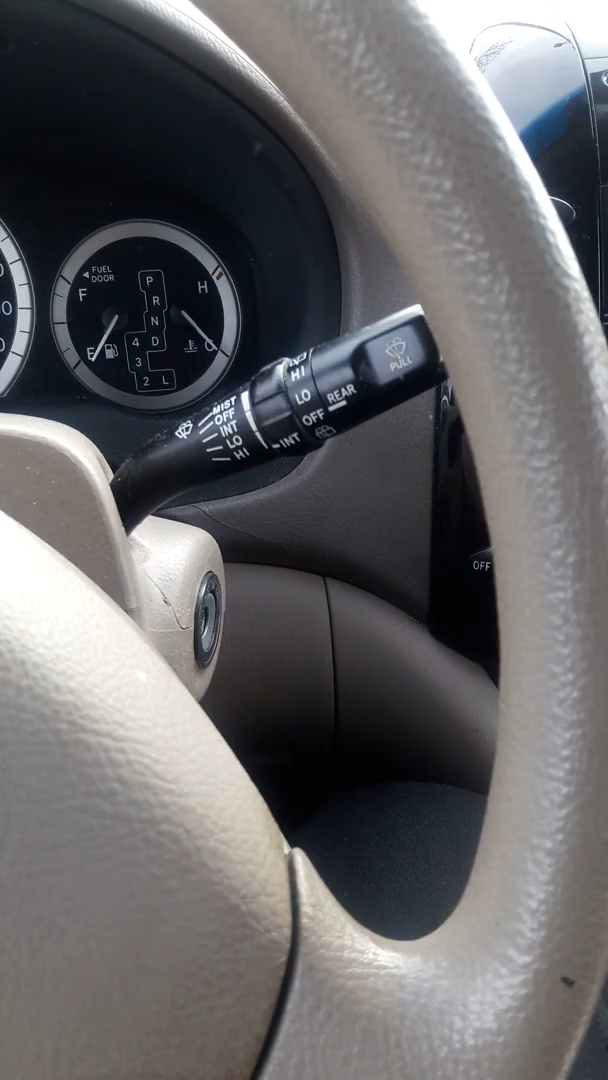 FUEL
DOOR
F
H
E
C
P
R
N
4 D
3
2 L
MIST
OFF
INT
LO
HI
HI
LO
OFF
INT
REAR
PULL
OFF